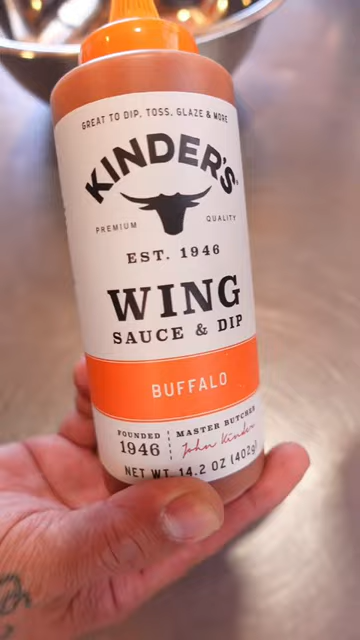 GREAT TO DIP, TOSS, GLAZE & MORE
KINDER'S
PREMIUM QUALITY
EST. 1946
WING
SAUCE & DIP
BUFFALO
FOUNDED
1946
MASTER BUTCHER
John Kinder
NET WT 14.2 OZ (402g)